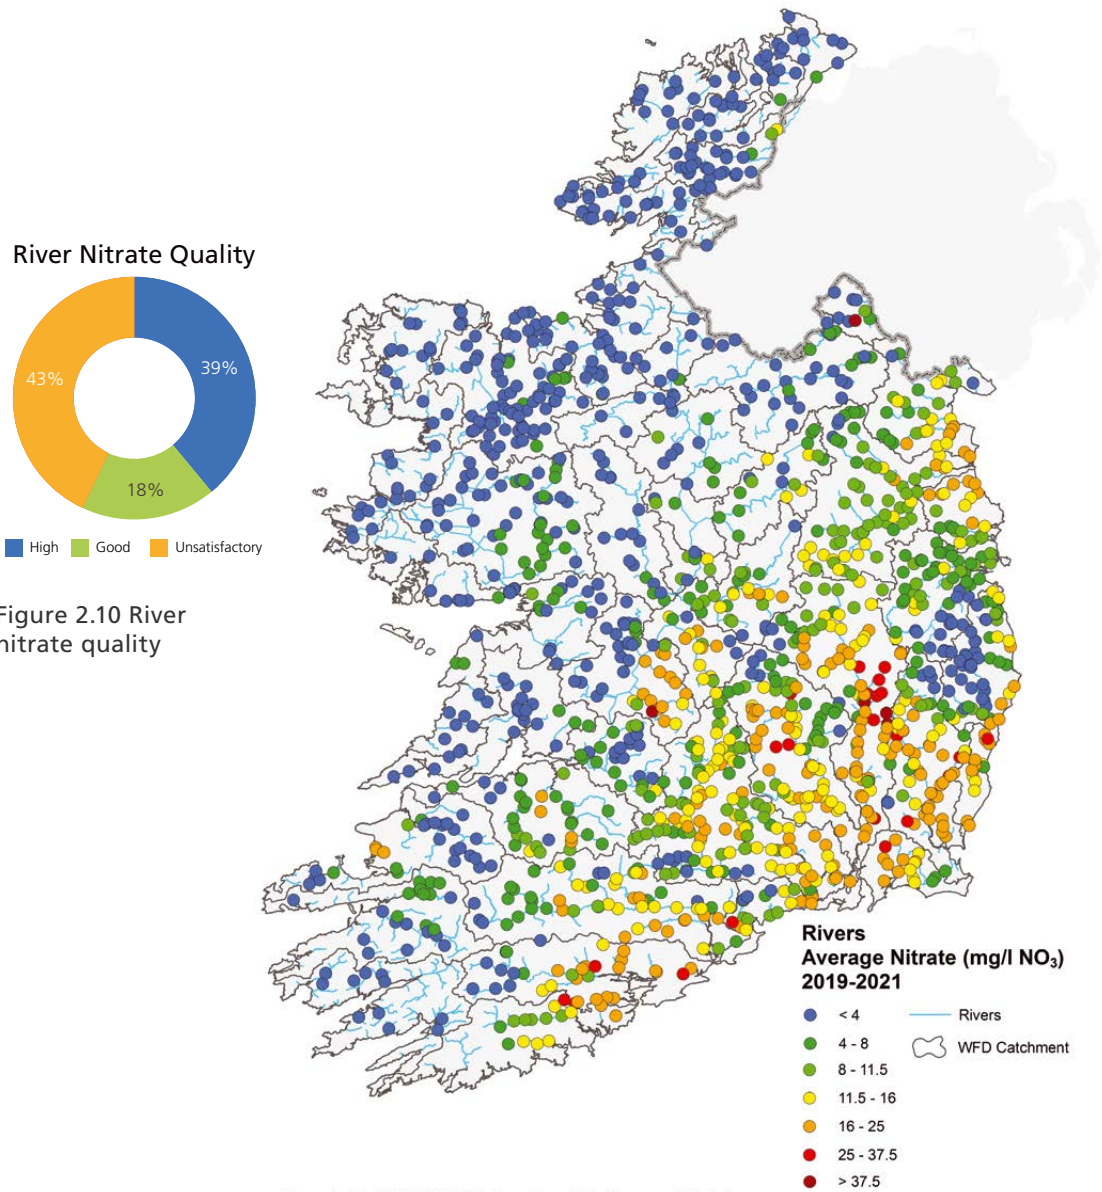 River Nitrate Quality
39%
43%
18%
High
Good
Unsatisfactory
Figure 2.10 River
nitrate quality
Rivers
Average Nitrate (mg/l NO₃)
2019-2021
< 4
Rivers
4 - 8
WFD Catchment
8 - 11.5
11.5 - 16
16 - 25
25 - 37.5
> 37.5